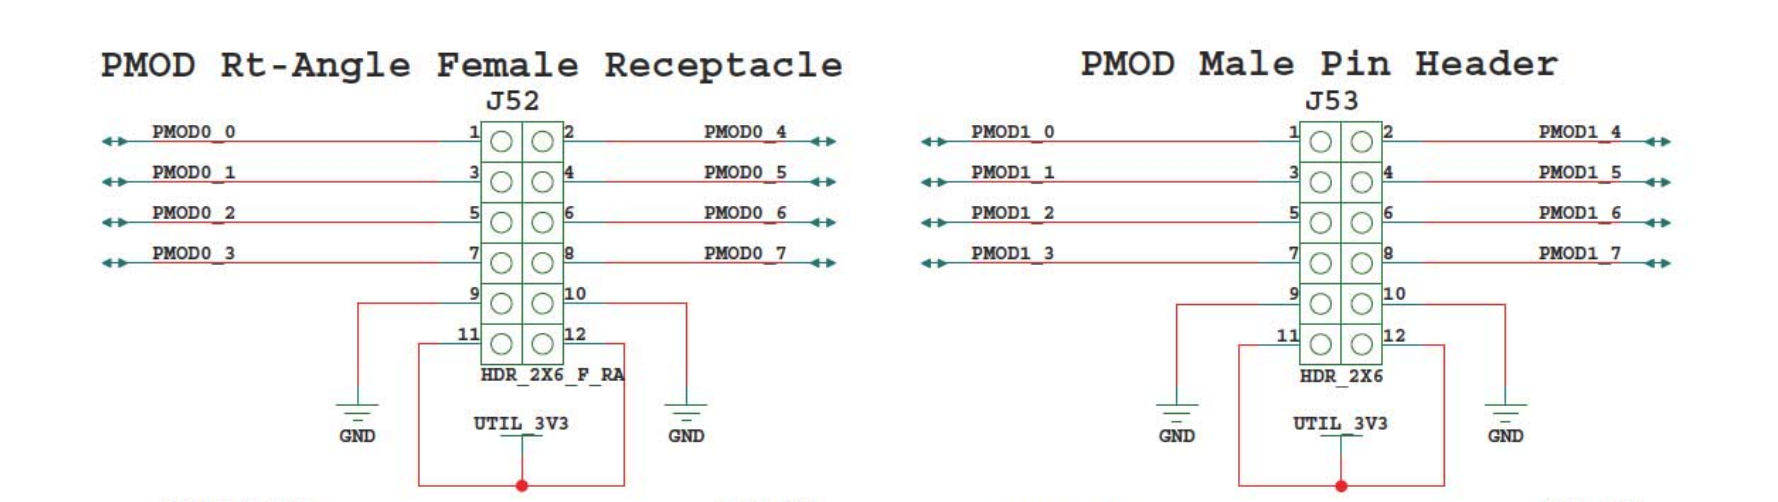 PMOD Rt-Angle Female Receptacle
J52
PMOD0_0 1 2 PMOD0_4
PMOD0_1 3 4 PMOD0_5
PMOD0_2 5 6 PMOD0_6
PMOD0_3 7 8 PMOD0_7
9 10
11 12
HDR_2X6_F_RA
UTIL_3V3
GND GND
PMOD Male Pin Header
J53
PMOD1_0 1 2 PMOD1_4
PMOD1_1 3 4 PMOD1_5
PMOD1_2 5 6 PMOD1_6
PMOD1_3 7 8 PMOD1_7
9 10
11 12
HDR_2X6
UTIL_3V3
GND GND